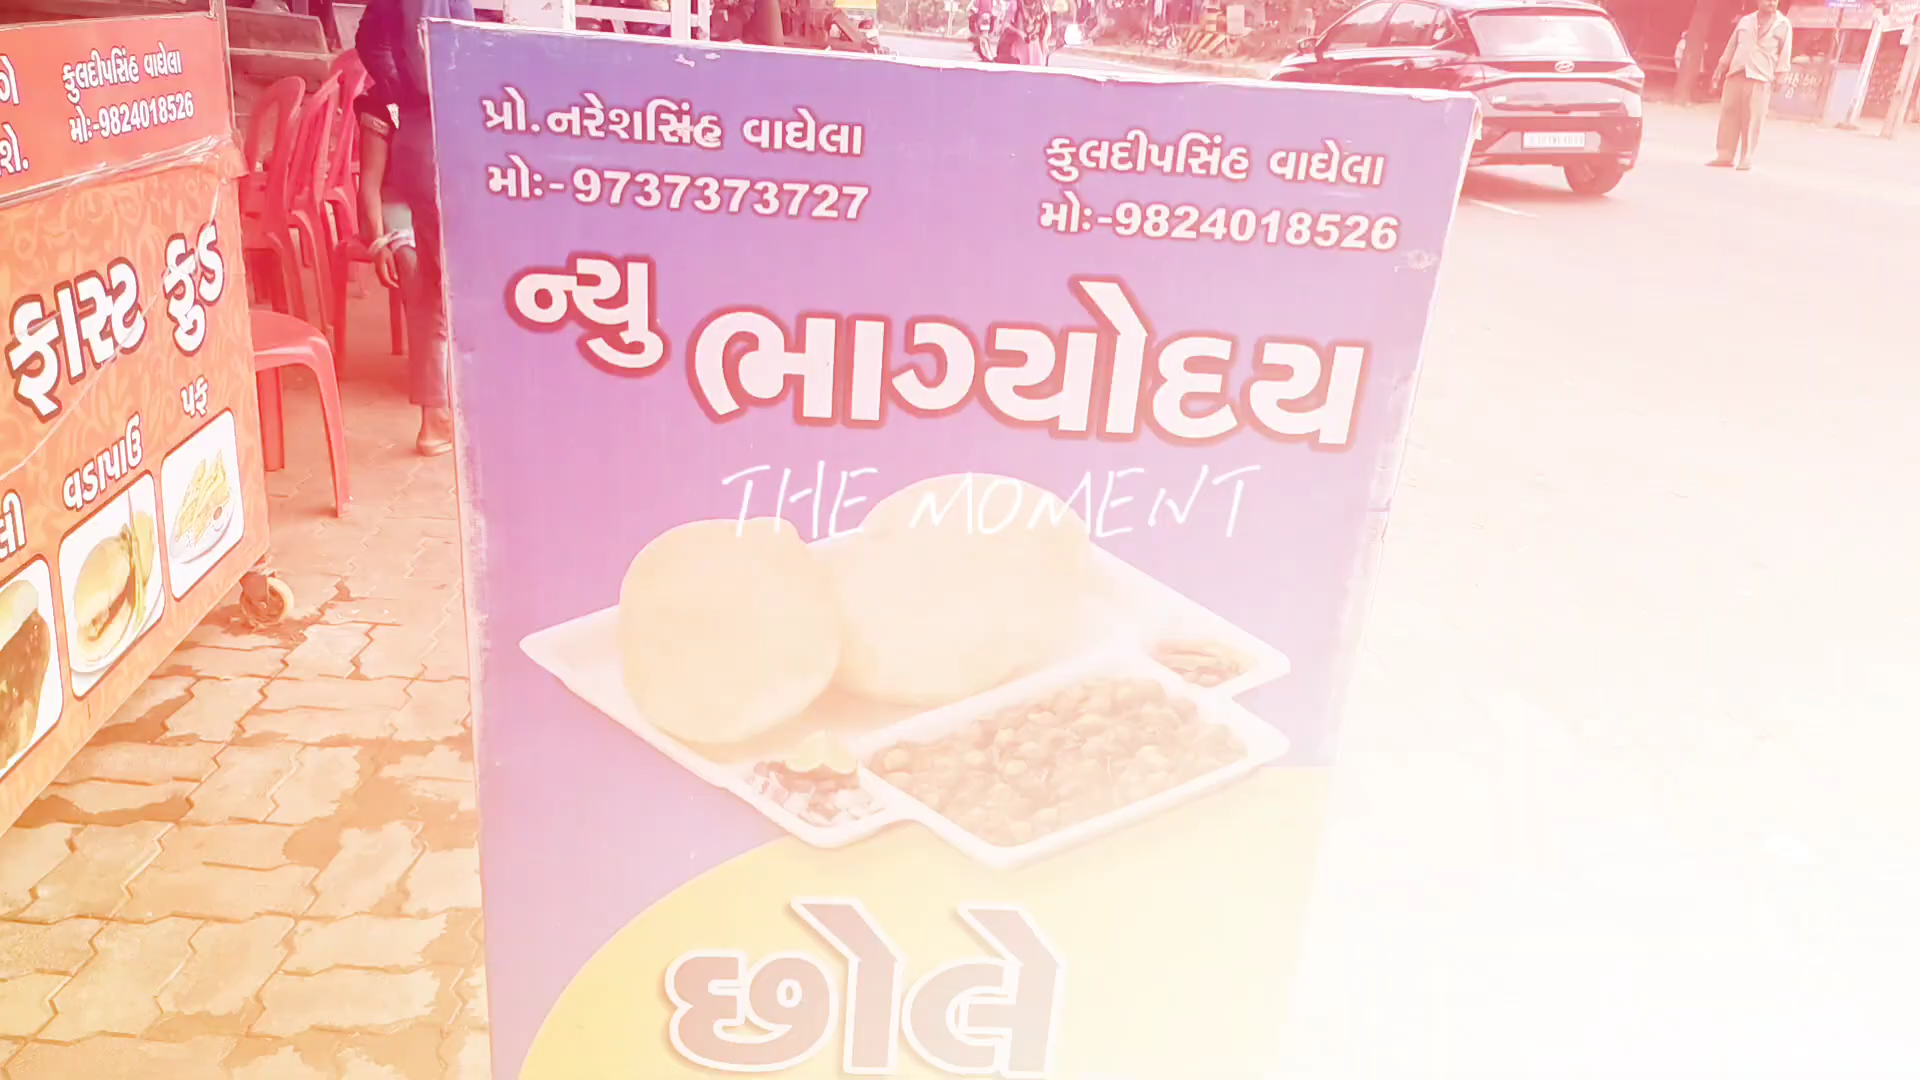 કુલદીપસિંહ વાઘેલા
મોઃ-9824018526
શે.
ફાસ્ટ ફુડ
વડાપાઉ
પફ
પ્રો.નરેશસિંહ વાઘેલા
મોઃ-9737373727
કુલદીપસિંહ વાઘેલા
મોઃ-9824018526
ન્યુ ભાગ્યોદય
THE MOMENT
છોલે